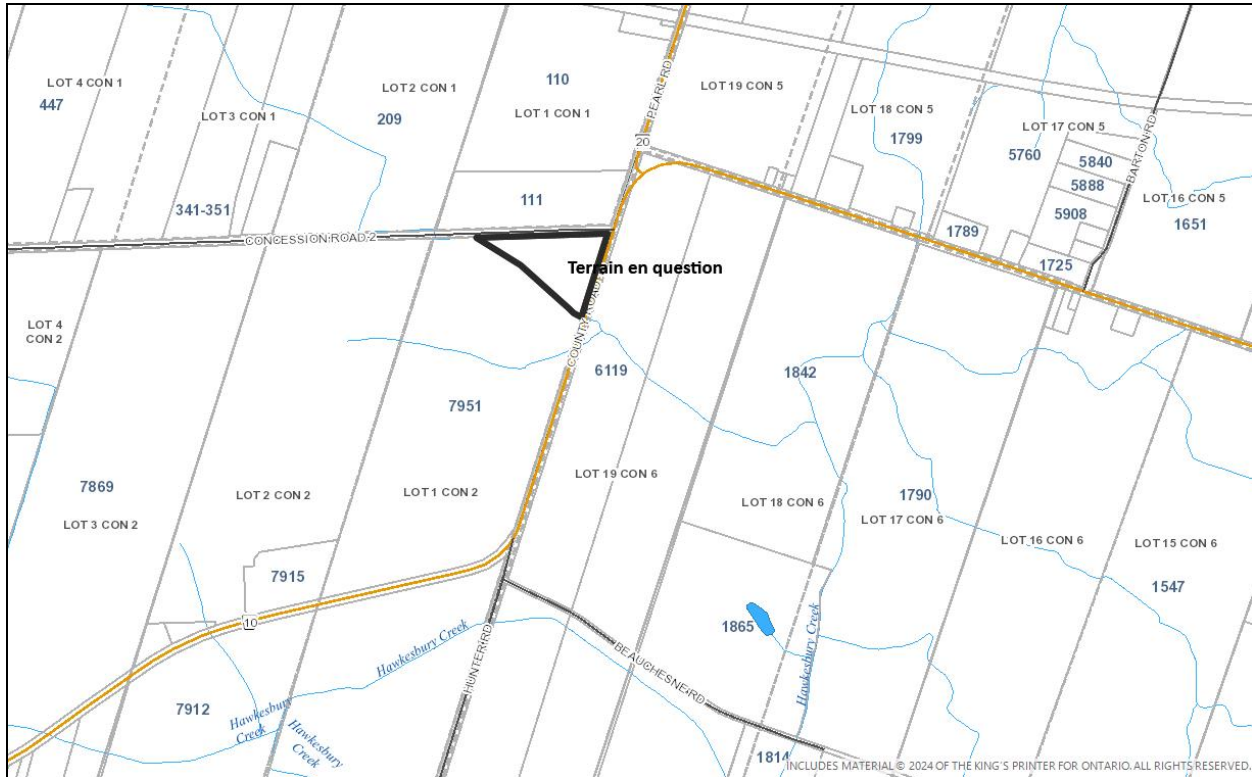 LOT 4 CON 1
447
LOT 3 CON 1
341-351
LOT 2 CON 1
209
110
LOT 1 CON 1
111
PEARL RD
20
LOT 19 CON 5
LOT 18 CON 5
1799
LOT 17 CON 5
5760
5840
5888
5908
BARTON RD
LOT 16 CON 5
1651
1789
1725
CONCESSION ROAD 2
Terrain en question
COUNTY ROAD
LOT 4
CON 2
6119
1842
7951
7869
LOT 3 CON 2
LOT 2 CON 2
LOT 1 CON 2
LOT 19 CON 6
LOT 18 CON 6
1790
LOT 17 CON 6
LOT 16 CON 6
LOT 15 CON 6
1547
7915
10
HUNTER RD
BEAUCHESNE RD
1865
Hawkesbury Creek
Hawkesbury Creek
7912
Hawkesbury
Creek
Hawkesbury
Creek
1814
INCLUDES MATERIAL © 2024 OF THE KING'S PRINTER FOR ONTARIO. ALL RIGHTS RESERVED.